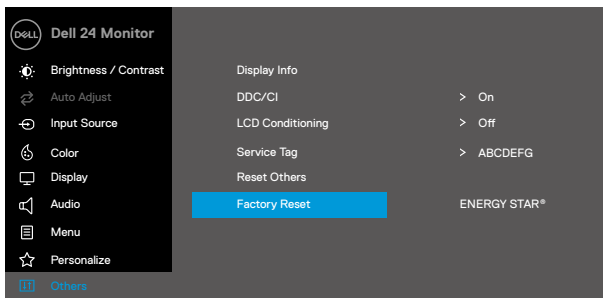 DELL Dell 24 Monitor
Brightness / Contrast Display Info
Auto Adjust DDC/CI > On
Input Source LCD Conditioning > Off
Color Service Tag > ABCDEFG
Display Reset Others
Audio Factory Reset ENERGY STAR®
Menu
Personalize
Others